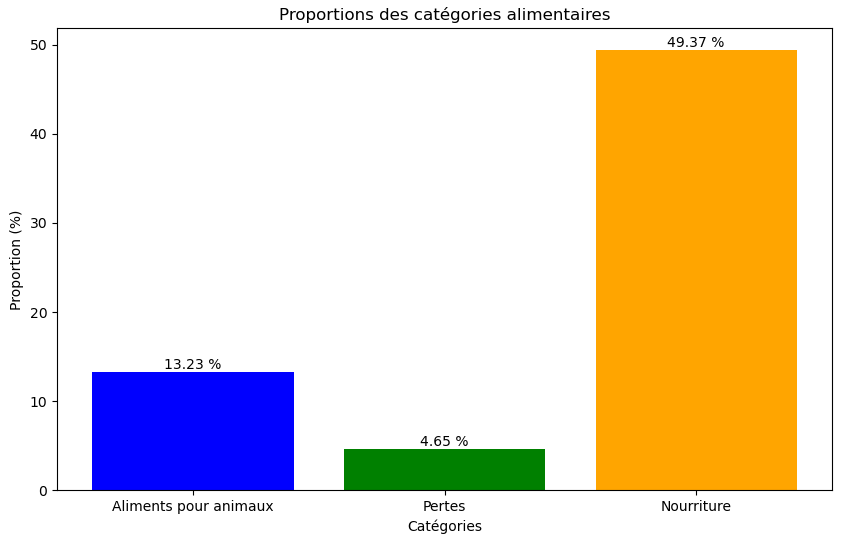 Proportions des catégories alimentaires
Proportion (%)
50
40
30
20
10
0
13.23 %
4.65 %
49.37 %
Aliments pour animaux
Pertes
Nourriture
Catégories